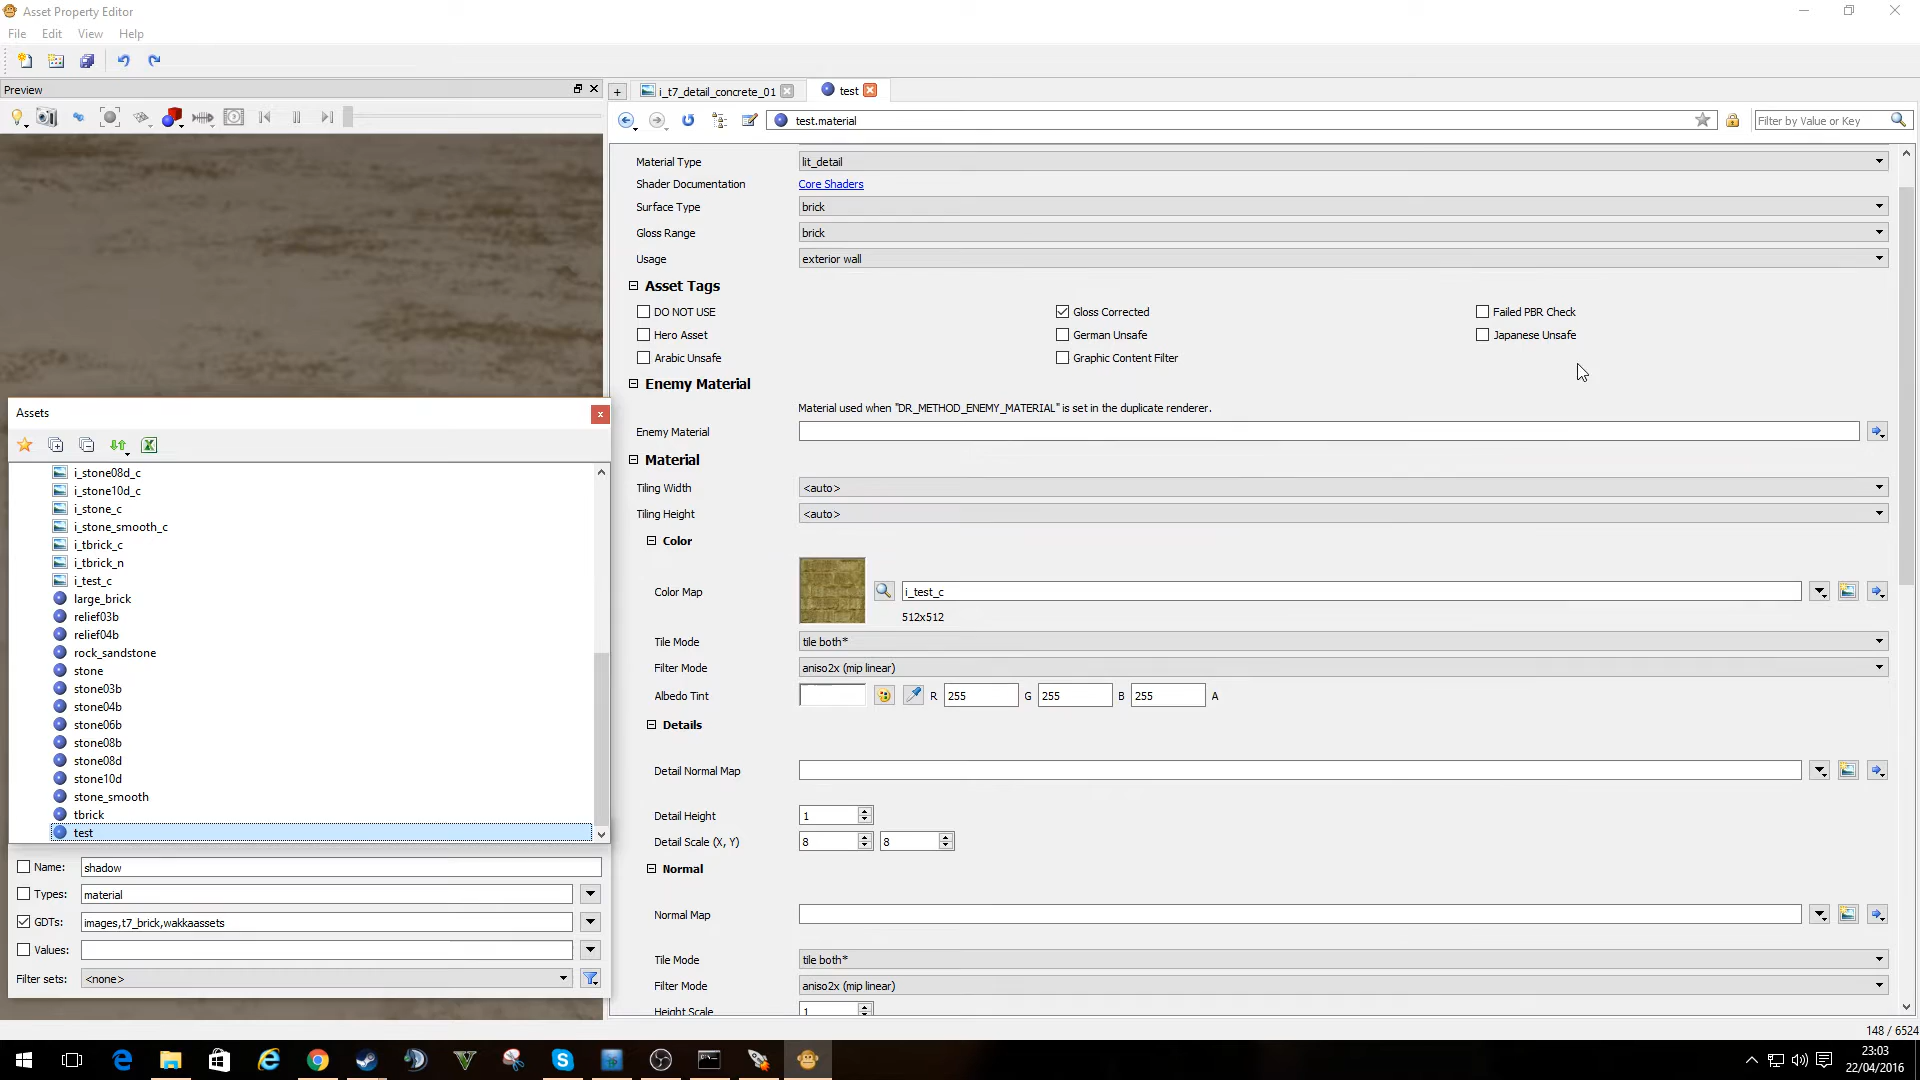 Asset Property Editor
File Edit View Help
Preview
i_t7_detail_concrete_01
test
test.material
Filter by Value or Key
Material Type lit_detail
Shader Documentation Core Shaders
Surface Type brick
Gloss Range brick
Usage exterior wall
Asset Tags
DO NOT USE Gloss Corrected Failed PBR Check
Hero Asset German Unsafe Japanese Unsafe
Arabic Unsafe Graphic Content Filter
Enemy Material
Material used when "DR_METHOD_ENEMY_MATERIAL" is set in the duplicate renderer.
Enemy Material
Material
Tiling Width <auto>
Tiling Height <auto>
Color
Color Map i_test_c
512x512
Tile Mode tile both*
Filter Mode aniso2x (mip linear)
Albedo Tint R 255 G 255 B 255 A
Details
Detail Normal Map
Detail Height 1
Detail Scale (X, Y) 8 8
Normal
Normal Map
Tile Mode tile both*
Filter Mode aniso2x (mip linear)
Height Scale 1
Assets
i_stone08d_c
i_stone10d_c
i_stone_c
i_stone_smooth_c
i_tbrick_c
i_tbrick_n
i_test_c
large_brick
relief03b
relief04b
rock_sandstone
stone
stone03b
stone04b
stone06b
stone08b
stone08d
stone10d
stone_smooth
tbrick
test
Name: shadow
Types: material
GDTs: images,t7_brick,wakkaassets
Values:
Filter sets: <none>
148 / 6524
23:03
22/04/2016